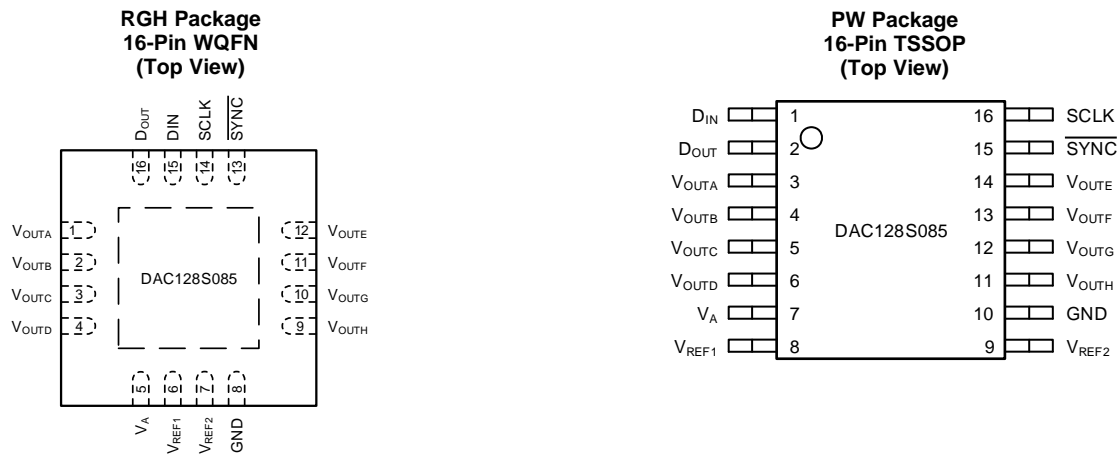 RGH Package
16-Pin WQFN
(Top View)
DOUT
DIN
SCLK
SYNC
16
15
14
13
VOUTA 1
VOUTB 2
VOUTC 3
VOUTD 4
12 VOUTE
11 VOUTF
10 VOUTG
9 VOUTH
DAC128S085
5
6
7
8
VA
VREF1
VREF2
GND
PW Package
16-Pin TSSOP
(Top View)
DIN 1
DOUT 2
VOUTA 3
VOUTB 4
VOUTC 5
VOUTD 6
VA 7
VREF1 8
DAC128S085
16 SCLK
15 SYNC
14 VOUTE
13 VOUTF
12 VOUTG
11 VOUTH
10 GND
9 VREF2